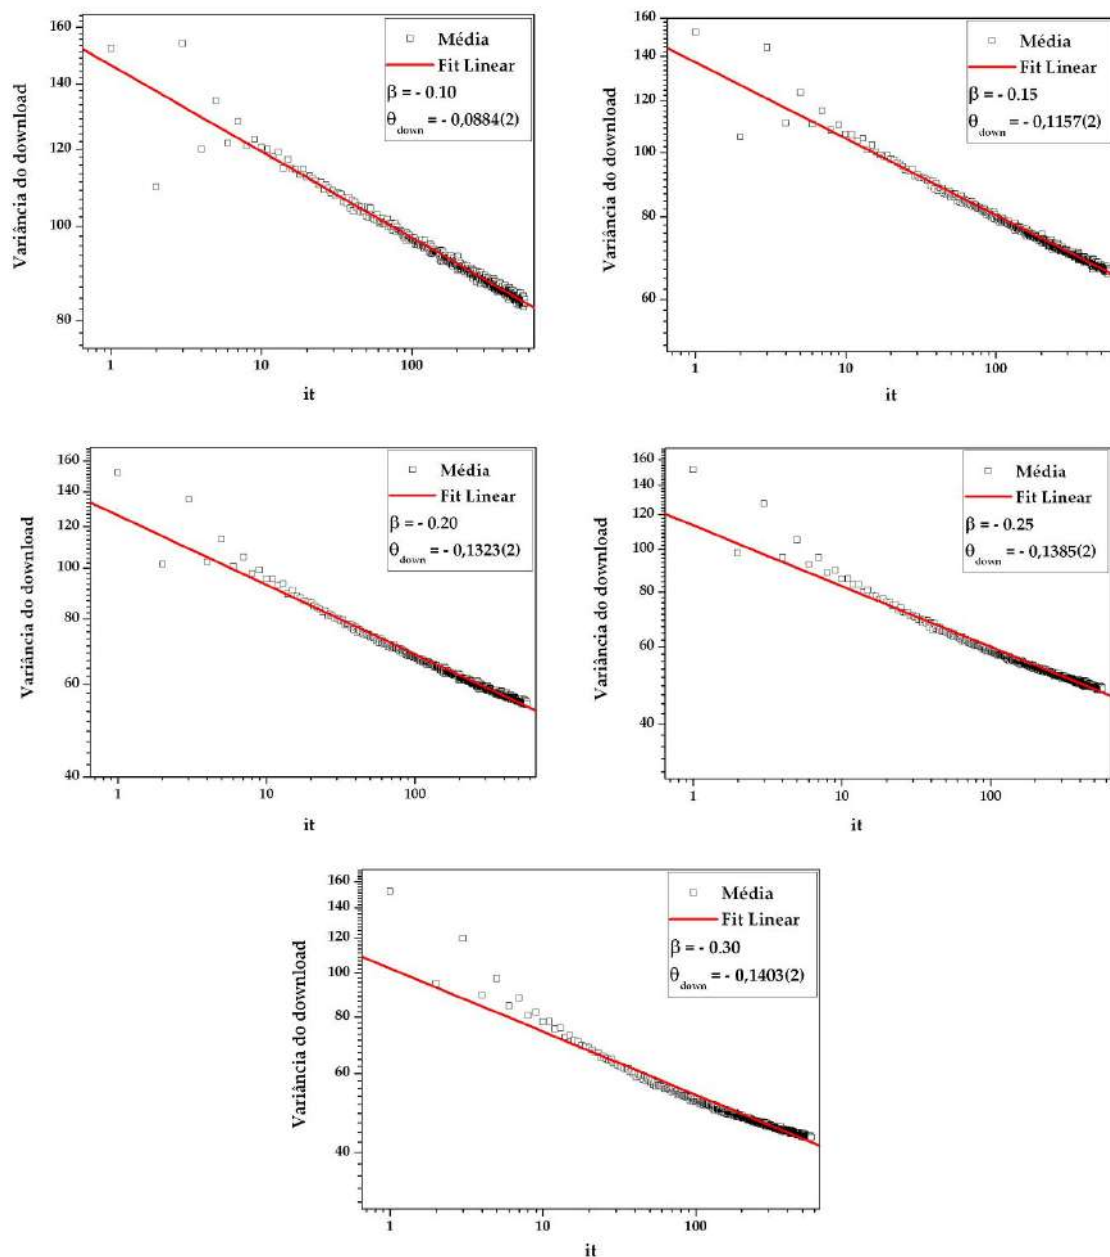 160
140
120
100
80
Variância do download
Média
Fit Linear
β = - 0.10
θdown = - 0,0884(2)
1 10 100
it
160
140
120
100
80
60
Variância do download
Média
Fit Linear
β = - 0.15
θdown = - 0,1157(2)
1 10 100
it
160
140
120
100
80
60
40
Variância do download
Média
Fit Linear
β = - 0.20
θdown = - 0,1323(2)
1 10 100
it
160
140
120
100
80
60
40
Variância do download
Média
Fit Linear
β = - 0.25
θdown = - 0,1385(2)
1 10 100
it
160
140
120
100
80
60
40
Variância do download
Média
Fit Linear
β = - 0.30
θdown = - 0,1403(2)
1 10 100
it